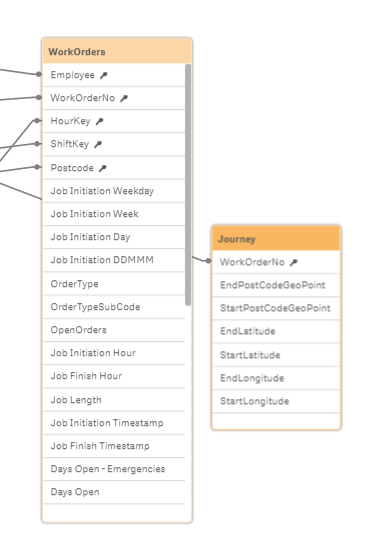 WorkOrders
Employee
WorkOrderNo
HourKey
ShiftKey
Postcode
Job Initiation Weekday
Job Initiation Week
Job Initiation Day
Job Initiation DDMMM
OrderType
OrderTypeSubCode
OpenOrders
Job Initiation Hour
Job Finish Hour
Job Length
Job Initiation Timestamp
Job Finish Timestamp
Days Open - Emergencies
Days Open
Journey
WorkOrderNo
EndPostCodeGeoPoint
StartPostCodeGeoPoint
EndLatitude
StartLatitude
EndLongitude
StartLongitude